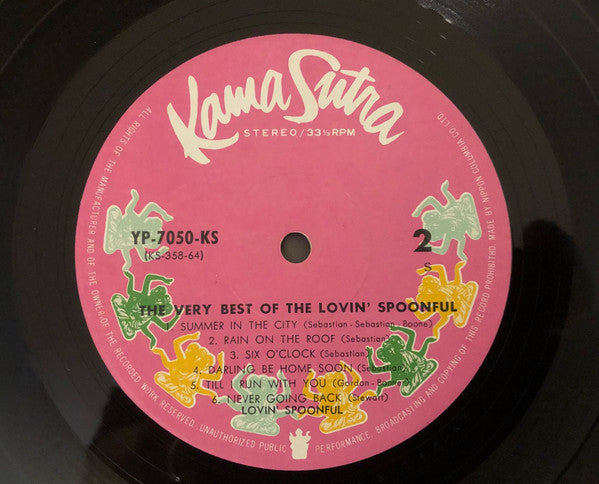 Kama Sutra
STEREO/33⅓RPM
YP-7050-KS
(KS-358-64)
2
S
THE VERY BEST OF THE LOVIN' SPOONFUL
1. SUMMER IN THE CITY (Sebastian-Sebastian-Boone)
2. RAIN ON THE ROOF (Sebastian)
3. SIX O'CLOCK (Sebastian)
4. DARLING BE HOME SOON (Sebastian)
5. TILL I RUN WITH YOU (Gordon-Bonner)
6. NEVER GOING BACK (Stewart)
LOVIN' SPOONFUL
ALL RIGHTS OF THE MANUFACTURER AND OF THE OWNER OF THE RECORDED WORK RESERVED. UNAUTHORIZED PUBLIC PERFORMANCE, BROADCASTING AND COPYING OF THIS RECORD PROHIBITD. MADE BY NIPPON COLUMBIA CO LTD